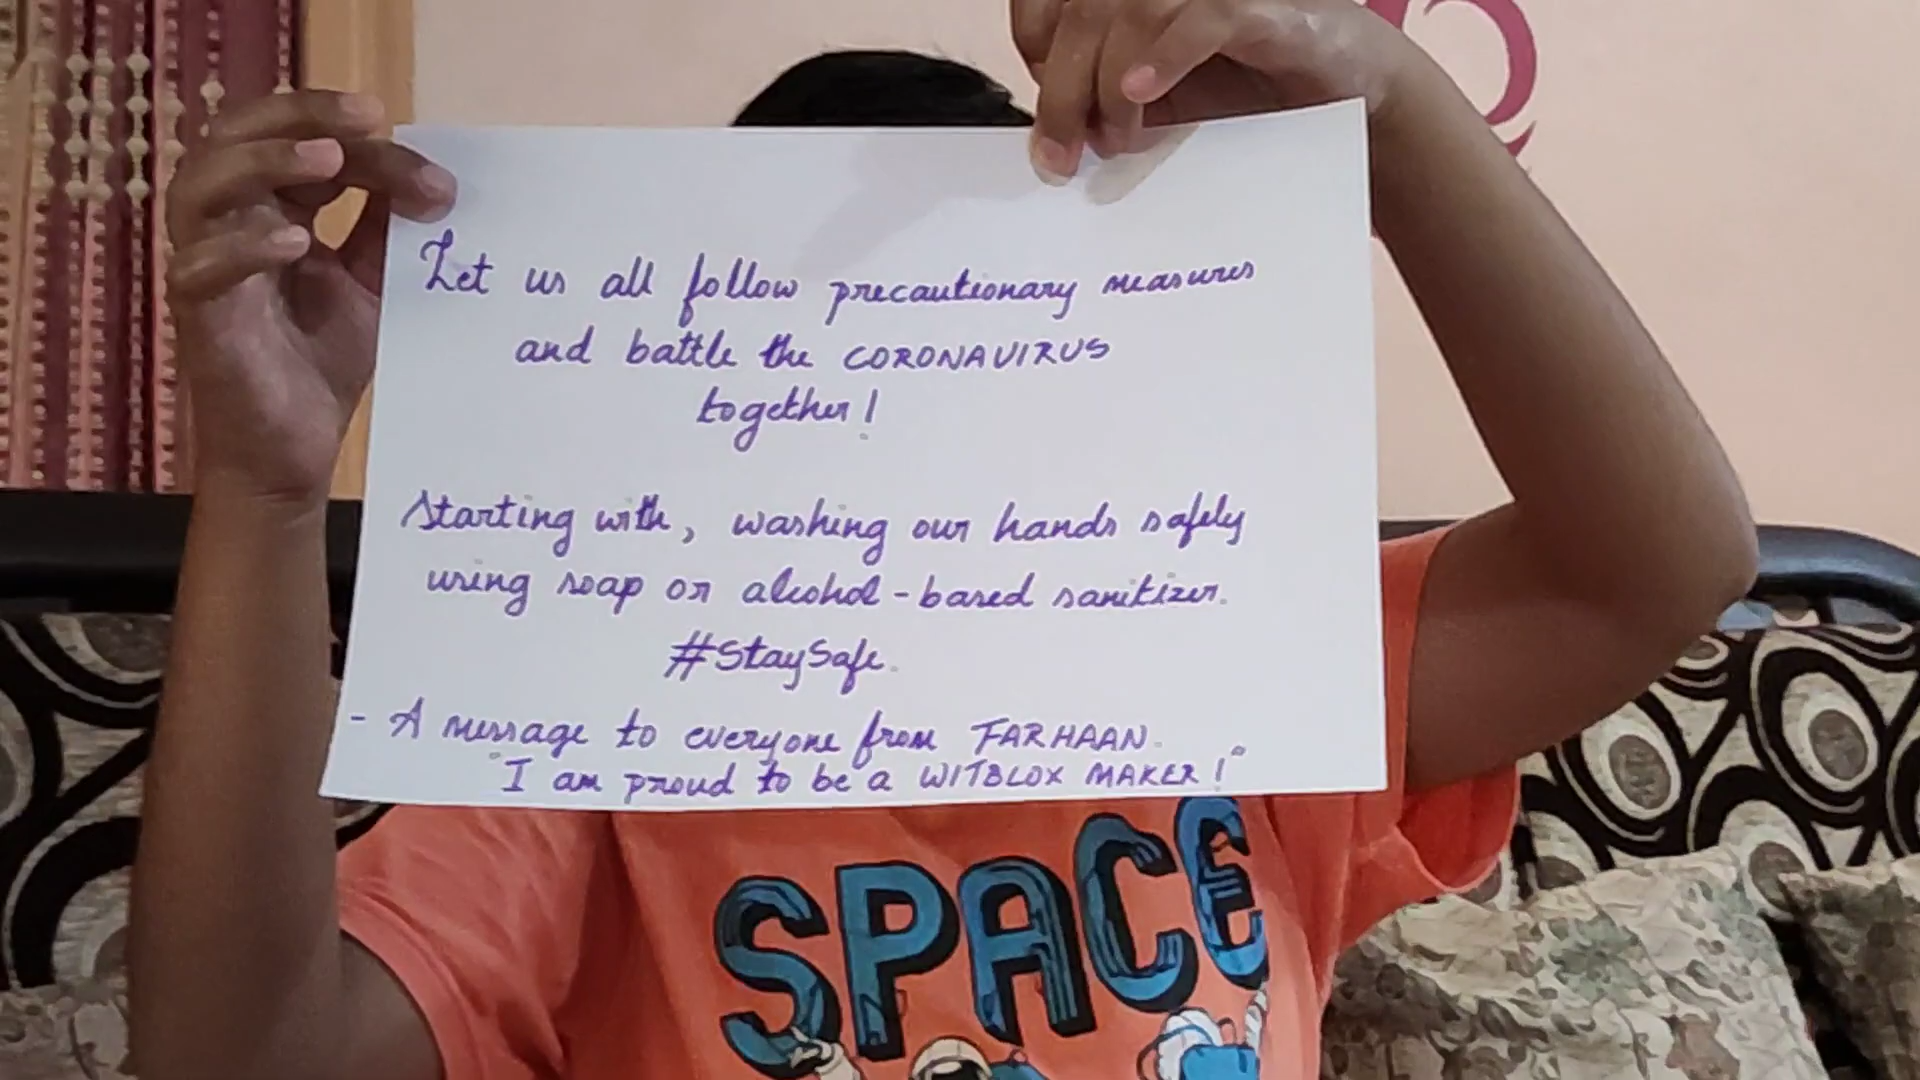 Let us all follow precautionary measures
and battle the CORONAVIRUS
together!
Starting with, washing our hands safely
using soap or alcohol-based sanitizer.
#StaySafe.
- A message to everyone from FARHAAN.
"I am proud to be a WITBLOX MAKER!"
SPACE